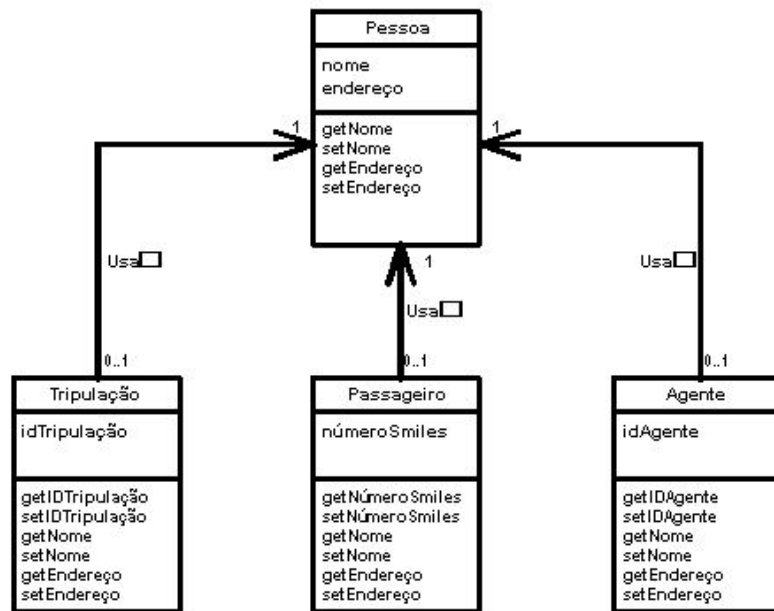 Pessoa
nome
endereço
getNome
setNome
getEndereço
setEndereço
1
1
1
Usa
Usa
Usa
0..1
0..1
0..1
Tripulação
idTripulação
getIDTripulação
setIDTripulação
getNome
setNome
getEndereço
setEndereço
Passageiro
númeroSmiles
getNúmeroSmiles
setNúmeroSmiles
getNome
setNome
getEndereço
setEndereço
Agente
idAgente
getIDAgente
setIDAgente
getNome
setNome
getEndereço
setEndereço